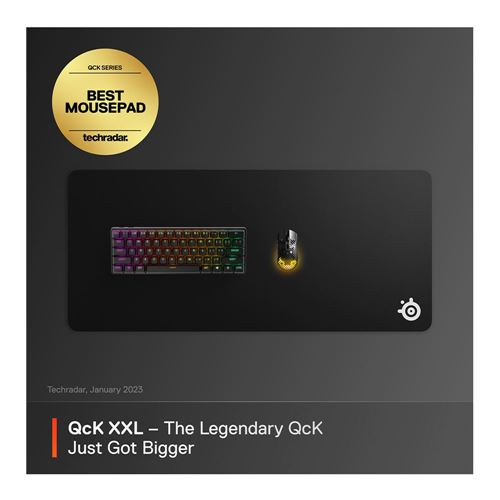 QCK SERIES
BEST
MOUSEPAD
techradar.
Techradar, January 2023
QcK XXL – The Legendary QcK
Just Got Bigger